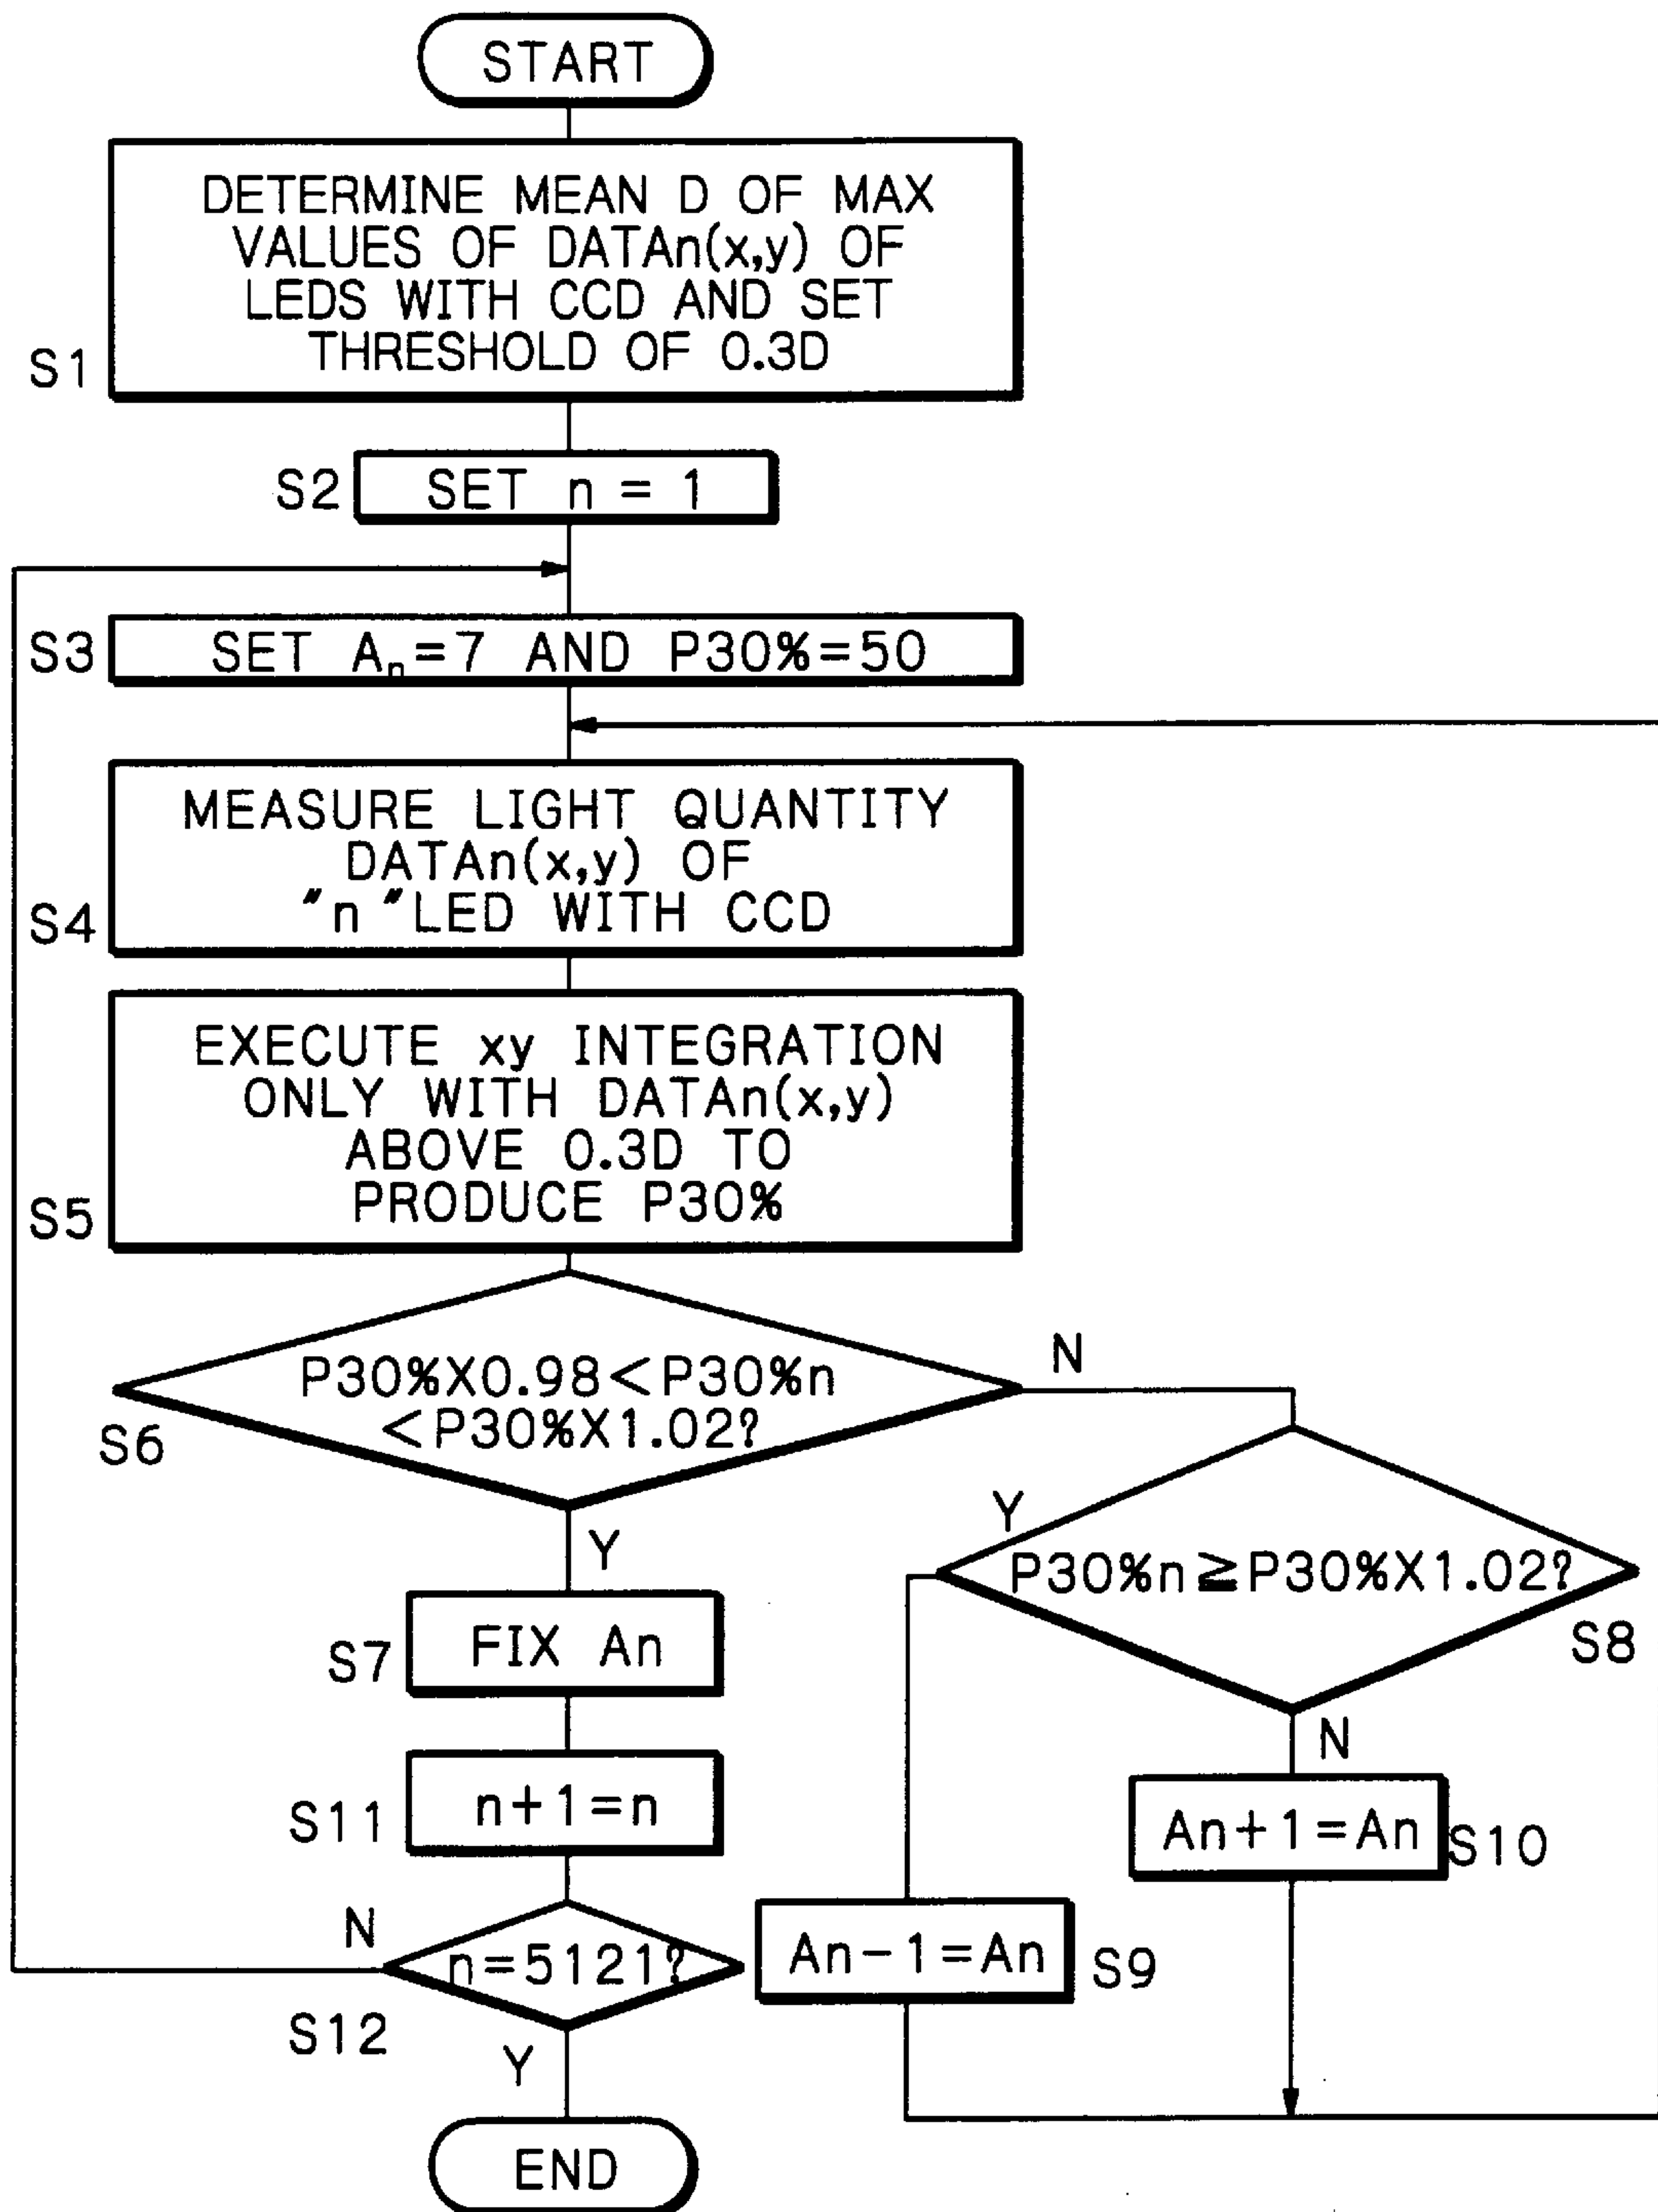 START
DETERMINE MEAN D OF MAX
VALUES OF DATAn(x,y) OF
LEDS WITH CCD AND SET
THRESHOLD OF 0.3D
S1
S2
SET n = 1
S3
SET An=7 AND P30%=50
MEASURE LIGHT QUANTITY
DATAn(x,y) OF
"n"LED WITH CCD
S4
EXECUTE xy INTEGRATION
ONLY WITH DATAn(x,y)
ABOVE 0.3D TO
PRODUCE P30%
S5
P30%X0.98<P30%n
<P30%X1.02?
S6
N
Y
Y
P30%n≧P30%X1.02?
S8
FIX An
S7
N
n+1=n
S11
An+1=An
S10
N
n=5121?
S12
An-1=An
S9
Y
END